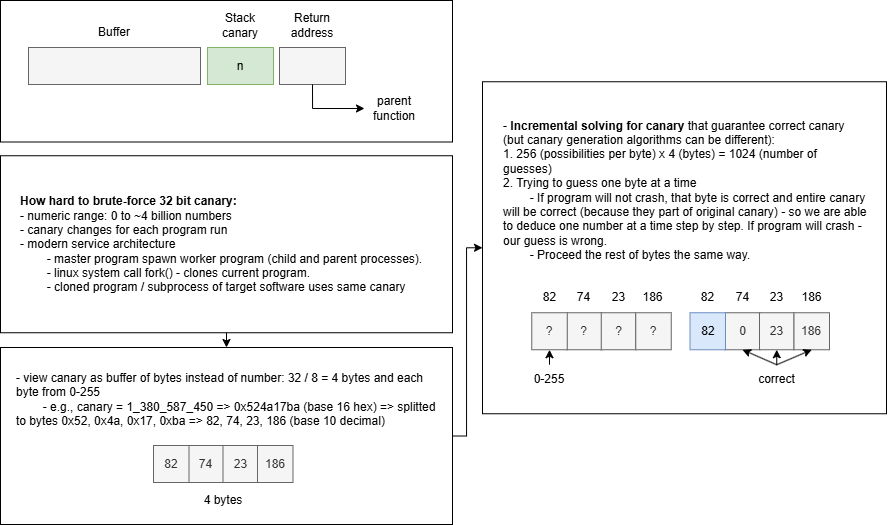 Buffer
Stack
canary
Return
address
n
parent
function
How hard to brute-force 32 bit canary:
- numeric range: 0 to ~4 billion numbers
- canary changes for each program run
- modern service architecture
- master program spawn worker program (child and parent processes).
- linux system call fork() - clones current program.
- cloned program / subprocess of target software uses same canary
- view canary as buffer of bytes instead of number: 32 / 8 = 4 bytes and each
byte from 0-255
- e.g., canary = 1_380_587_450 => 0x524a17ba (base 16 hex) => splitted
to bytes 0x52, 0x4a, 0x17, 0xba => 82, 74, 23, 186 (base 10 decimal)
82 74 23 186
4 bytes
- Incremental solving for canary that guarantee correct canary
(but canary generation algorithms can be different):
1. 256 (possibilities per byte) x 4 (bytes) = 1024 (number of
guesses)
2. Trying to guess one byte at a time
- If program will not crash, that byte is correct and entire canary
will be correct (because they part of original canary) - so we are able
to deduce one number at a time step by step. If program will crash -
our guess is wrong.
- Proceed the rest of bytes the same way.
82 74 23 186
? ? ? ?
0-255
82 74 23 186
82 0 23 186
correct